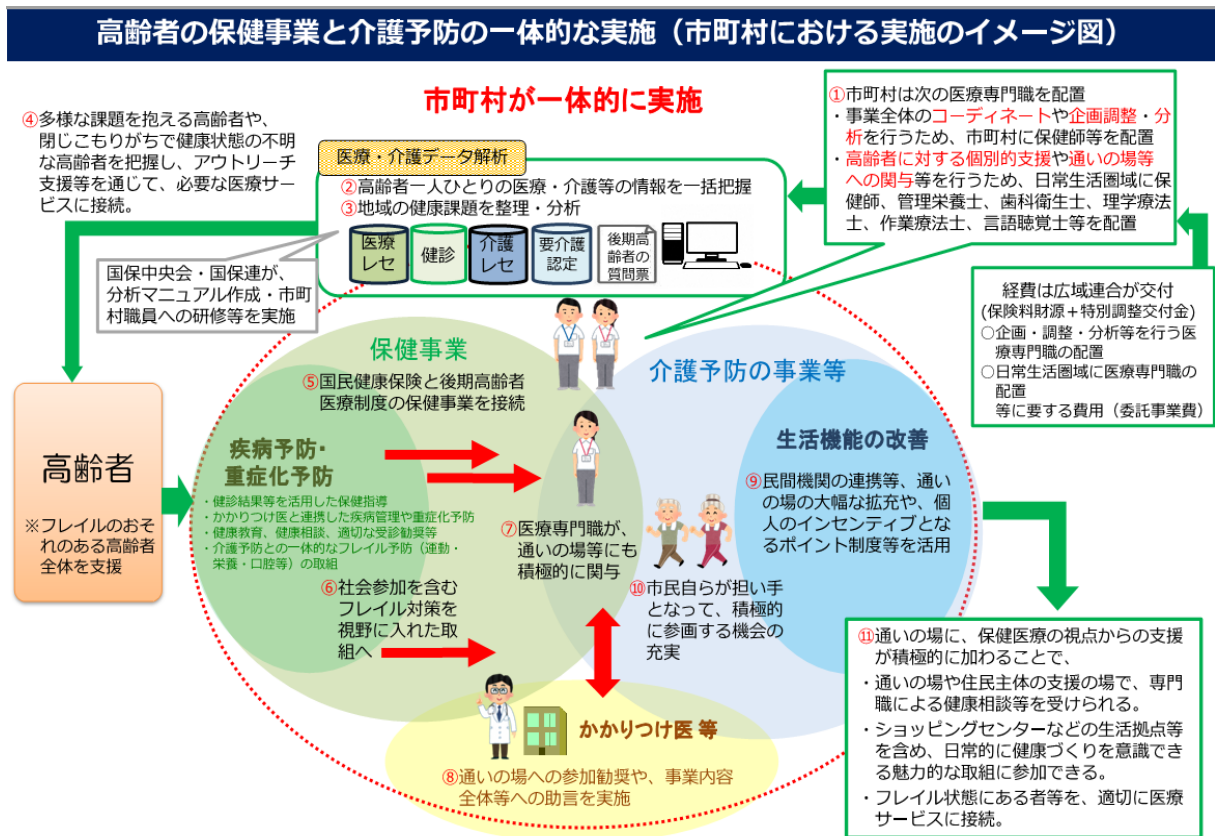 高齢者の保健事業と介護予防の一体的な実施（市町村における実施のイメージ図）
市町村が一体的に実施
④多様な課題を抱える高齢者や、
閉じこもりがちで健康状態の不明
な高齢者を把握し、アウトリーチ
支援等を通じて、必要な医療サー
ビスに接続。
医療・介護データ解析
②高齢者一人ひとりの医療・介護等の情報を一括把握
③地域の健康課題を整理・分析
医療
レセ
健診
介護
レセ
要介護
認定
後期高
齢者の
質問票
①市町村は次の医療専門職を配置
・事業全体のコーディネートや企画調整・分
析を行うため、市町村に保健師等を配置
・高齢者に対する個別的支援や通いの場等
への関与等を行うため、日常生活圏域に保
健師、管理栄養士、歯科衛生士、理学療法
士、作業療法士、言語聴覚士等を配置
国保中央会・国保連が、
分析マニュアル作成・市町
村職員への研修等を実施
経費は広域連合が交付
(保険料財源＋特別調整交付金)
○企画・調整・分析等を行う医
療専門職の配置
○日常生活圏域に医療専門職の
配置
等に要する費用（委託事業費）
高齢者
※フレイルのおそ
れのある高齢者
全体を支援
保健事業
⑤国民健康保険と後期高齢者
医療制度の保健事業を接続
疾病予防・
重症化予防
・健診結果等を活用した保健指導
・かかりつけ医と連携した疾病管理や重症化予防
・健康教育、健康相談、適切な受診勧奨等
・介護予防との一体的なフレイル予防（運動・
栄養・口腔等）の取組
⑥社会参加を含む
フレイル対策を
視野に入れた取
組へ
⑦医療専門職が、
通いの場等にも
積極的に関与
介護予防の事業等
生活機能の改善
⑨民間機関の連携等、通い
の場の大幅な拡充や、個
人のインセンティブとな
るポイント制度等を活用
⑩市民自らが担い手
となって、積極的
に参画する機会の
充実
かかりつけ医 等
⑧通いの場への参加勧奨や、事業内容
全体等への助言を実施
⑪通いの場に、保健医療の視点からの支援
が積極的に加わることで、
・通いの場や住民主体の支援の場で、専門
職による健康相談等を受けられる。
・ショッピングセンターなどの生活拠点等
を含め、日常的に健康づくりを意識でき
る魅力的な取組に参加できる。
・フレイル状態にある者等を、適切に医療
サービスに接続。